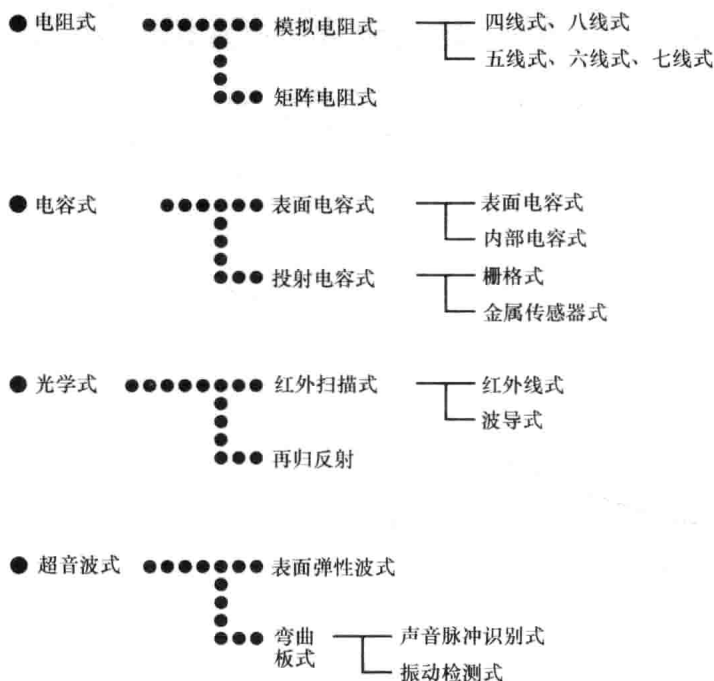 电阻式 模拟电阻式 四线式、八线式
五线式、六线式、七线式
矩阵电阻式
电容式 表面电容式 表面电容式
内部电容式
投射电容式 栅格式
金属传感器式
光学式 红外扫描式 红外线式
波导式
再归反射
超音波式 表面弹性波式
弯曲
板式
声音脉冲识别式
振动检测式